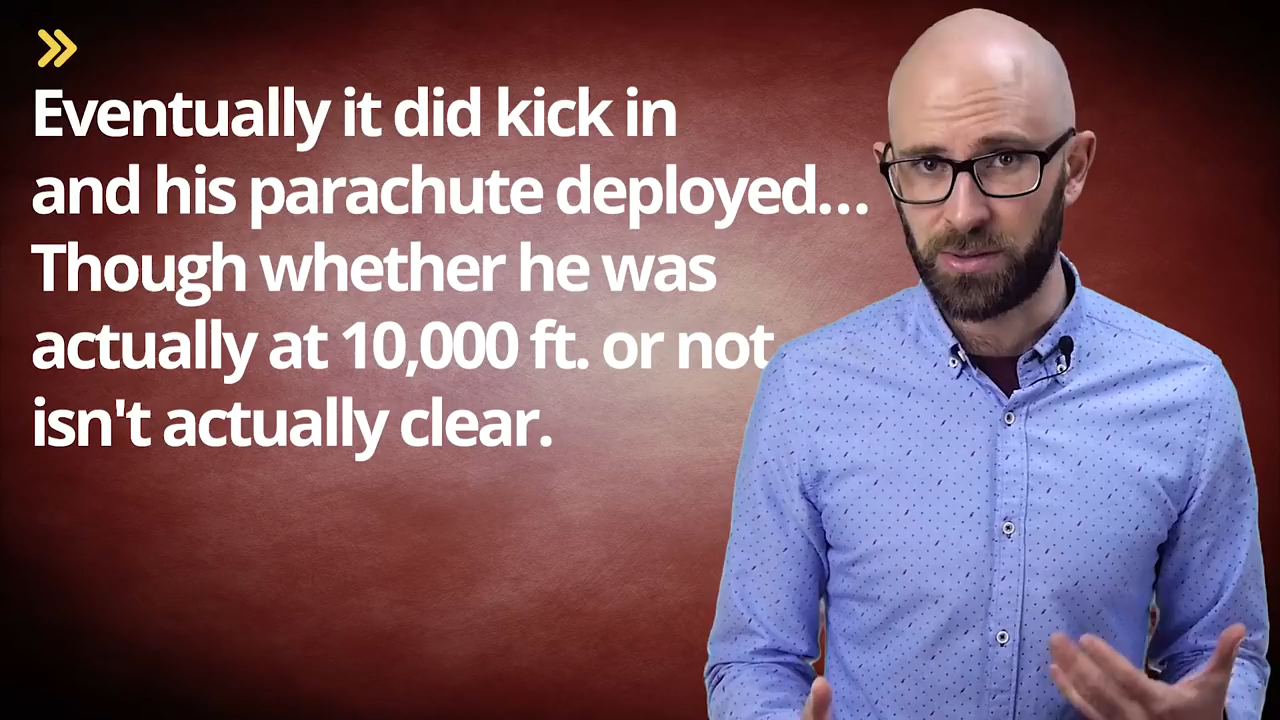 Eventually it did kick in
and his parachute deployed...
Though whether he was
actually at 10,000 ft. or not
isn't actually clear.